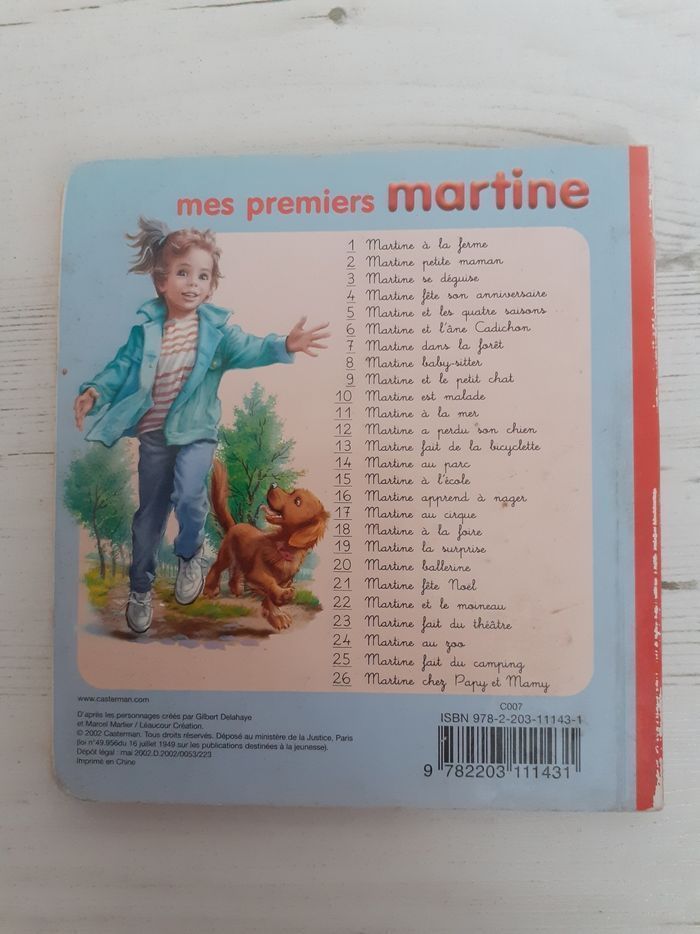 mes premiers martine
1 Martine à la ferme
2 Martine petite maman
3 Martine se déguise
4 Martine fête son anniversaire
5 Martine et les quatre saisons
6 Martine et l'âne Cadichon
7 Martine dans la forêt
8 Martine baby-sitter
9 Martine et le petit chat
10 Martine est malade
11 Martine à la mer
12 Martine a perdu son chien
13 Martine fait de la bicyclette
14 Martine au parc
15 Martine à l'école
16 Martine apprend à nager
17 Martine au cirque
18 Martine à la foire
19 Martine la surprise
20 Martine ballerine
21 Martine fête Noël
22 Martine et le moineau
23 Martine fait du théâtre
24 Martine au zoo
25 Martine fait du camping
26 Martine chez Papy et Mamy
www.casterman.com
D'après les personnages créés par Gilbert Delahaye
et Marcel Marlier / Léaucour Création.
© 2002 Casterman. Tous droits réservés. Déposé au ministère de la Justice, Paris
(loi n°49.956du 16 juillet 1949 sur les publications destinées à la jeunesse).
Dépôt légal : mai 2002.D.2002/0053/223
Imprimé en Chine
C007
ISBN 978-2-203-11143-1
9 782203 111431